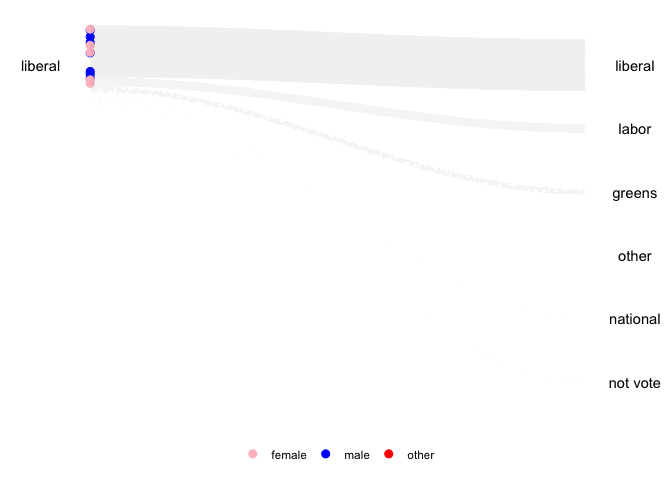 liberal
liberal
labor
greens
other
national
not vote
female male other